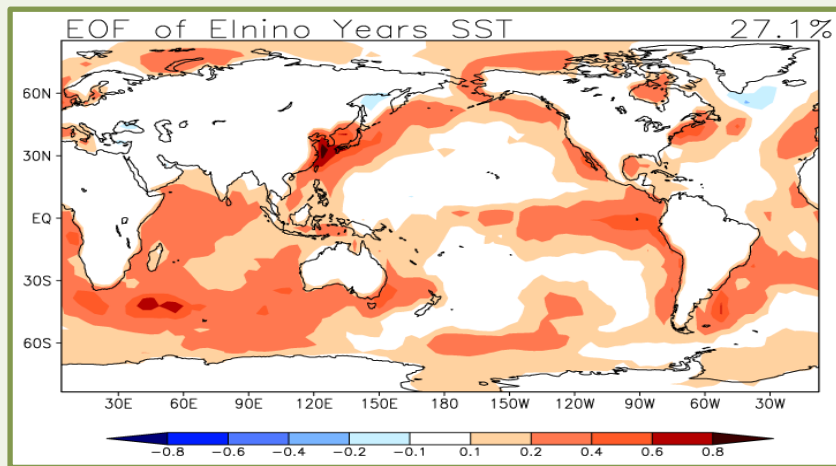 EOF of Elnino Years SST 27.1%
60N
30N
EQ
30S
60S
30E 60E 90E 120E 150E 180 150W 120W 90W 60W 30W
−0.8 −0.6 −0.4 −0.2 −0.1 0.1 0.2 0.4 0.6 0.8